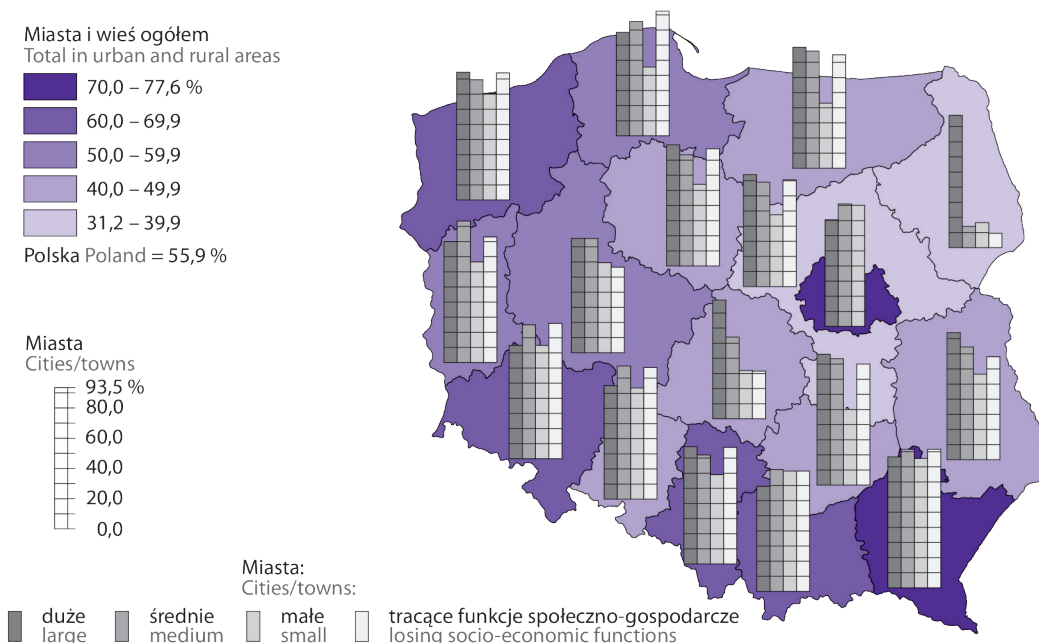 Miasta i wieś ogółem
Total in urban and rural areas
70,0 – 77,6 %
60,0 – 69,9
50,0 – 59,9
40,0 – 49,9
31,2 – 39,9
Polska Poland = 55,9 %
Miasta
Cities/towns
93,5 %
80,0
60,0
40,0
20,0
0,0
Miasta:
Cities/towns:
duże
large
średnie
medium
małe
small
tracące funkcje społeczno-gospodarcze
losing socio-economic functions